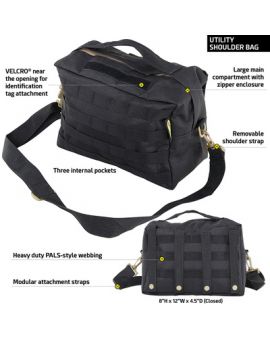 UTILITY
SHOULDER BAG
VELCRO® near
the opening for
identification
tag attachment
Large main
compartment with
zipper enclosure
Removable
shoulder strap
Three internal pockets
Heavy duty PALS-style webbing
Modular attachment straps
8"H x 12"W x 4.5"D (Closed)